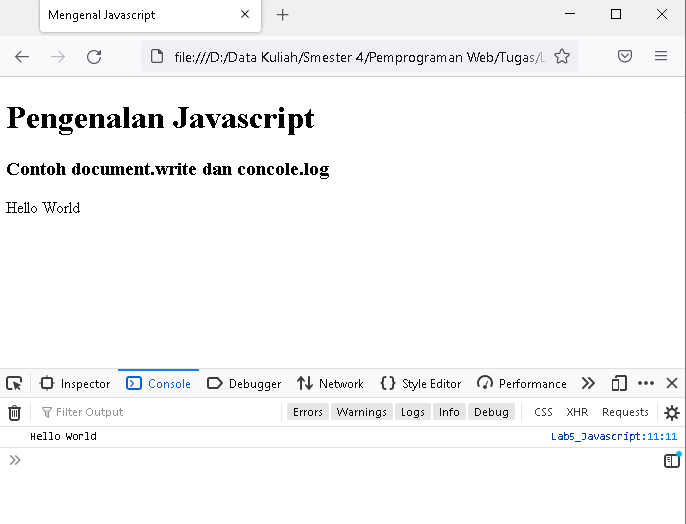 Mengenal Javascript
file:///D:/Data Kuliah/Smester 4/Pemprograman Web/Tugas/L
Pengenalan Javascript
Contoh document.write dan concole.log
Hello World
Inspector Console Debugger Network Style Editor Performance
Filter Output Errors Warnings Logs Info Debug CSS XHR Requests
Hello World Lab5_Javascript:11:11